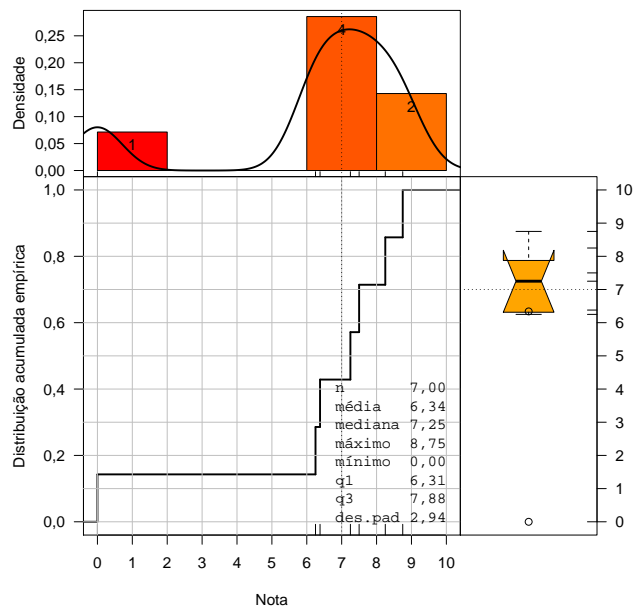 Densidade
0,25
0,20
0,15
0,10
0,05
0,00
1
4
2
Distribuição acumulada empírica
1,0
0,8
0,6
0,4
0,2
0,0
n 7,00
média 6,34
mediana 7,25
máximo 8,75
mínimo 0,00
q1 6,31
q3 7,88
des.pad 2,94
0 1 2 3 4 5 6 7 8 9 10
Nota
10
9
8
7
6
5
4
3
2
1
0